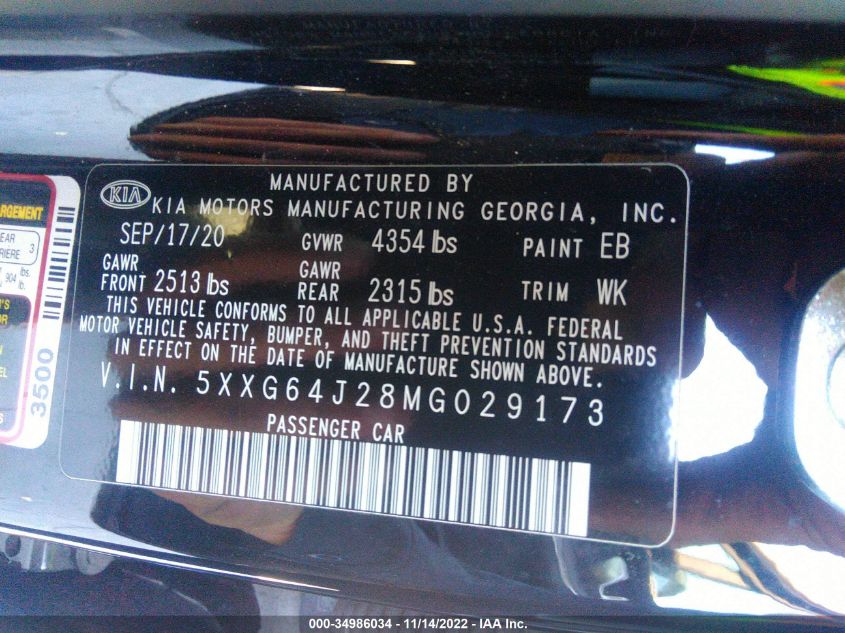 MANUFACTURED BY
KIA KIA MOTORS MANUFACTURING GEORGIA, INC.
SEP/17/20 GVWR 4354 lbs PAINT EB
GAWR FRONT 2513 lbs GAWR REAR 2315 lbs TRIM WK
THIS VEHICLE CONFORMS TO ALL APPLICABLE U.S.A. FEDERAL
MOTOR VEHICLE SAFETY, BUMPER, AND THEFT PREVENTION STANDARDS
IN EFFECT ON THE DATE OF MANUFACTURE SHOWN ABOVE.
V.I.N. 5XXG64J28MG029173
PASSENGER CAR
3
904 lbs.
3500
000-34986034 - 11/14/2022 - IAA Inc.